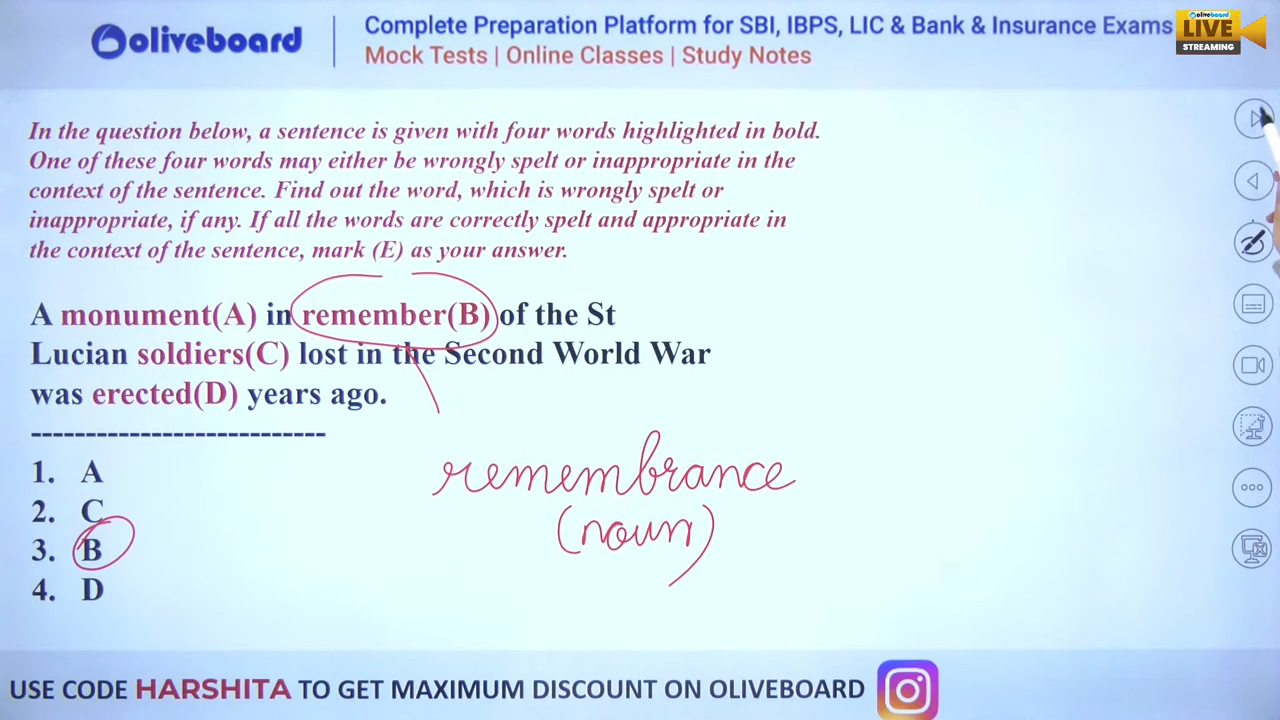 oliveboard
Complete Preparation Platform for SBI, IBPS, LIC & Bank & Insurance Exams
Mock Tests | Online Classes | Study Notes
oliveboard
LIVE
STREAMING
In the question below, a sentence is given with four words highlighted in bold.
One of these four words may either be wrongly spelt or inappropriate in the
context of the sentence. Find out the word, which is wrongly spelt or
inappropriate, if any. If all the words are correctly spelt and appropriate in
the context of the sentence, mark (E) as your answer.
A monument(A) in remember(B) of the St
Lucian soldiers(C) lost in the Second World War
was erected(D) years ago.
---------------------------
1. A
2. C
3. B
4. D
remembrance
(noun)
USE CODE HARSHITA TO GET MAXIMUM DISCOUNT ON OLIVEBOARD